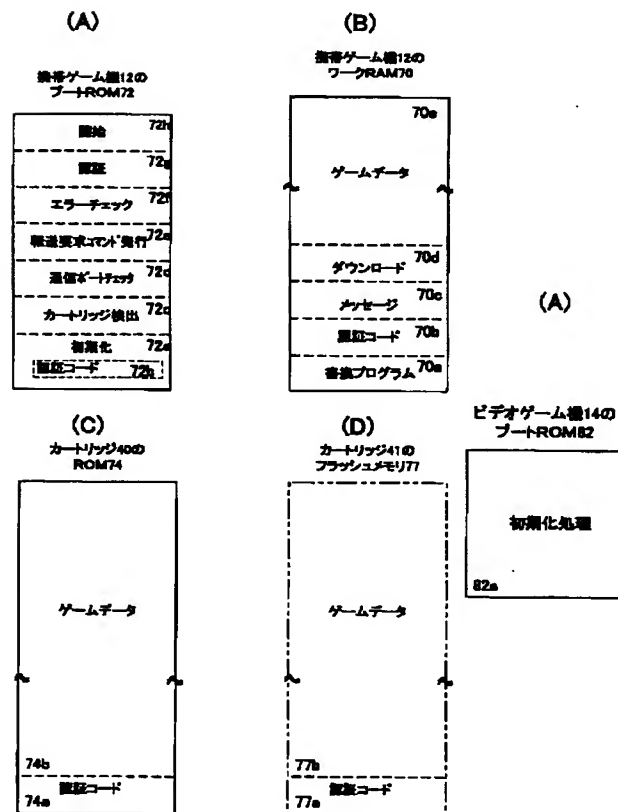 (A)
携帯ゲーム機12の
ブートROM72
開始 72h
認証 72g
エラーチェック 72f
転送要求コマンド発行 72e
通信ポートチェック
カートリッジ検出 72c
初期化 72a
認証コード 72b
(B)
携帯ゲーム機12の
ワークRAM70
70e
ゲームデータ
ダウンロード 70d
メッセージ 70c
認証コード 70b
書換プログラム 70a
(C)
カートリッジ40の
ROM74
ゲームデータ
74b
認証コード
74a
(D)
カートリッジ41の
フラッシュメモリ77
ゲームデータ
77b
認証コード
77a
(A)
ビデオゲーム機14の
ブートROM82
初期化処理
82a